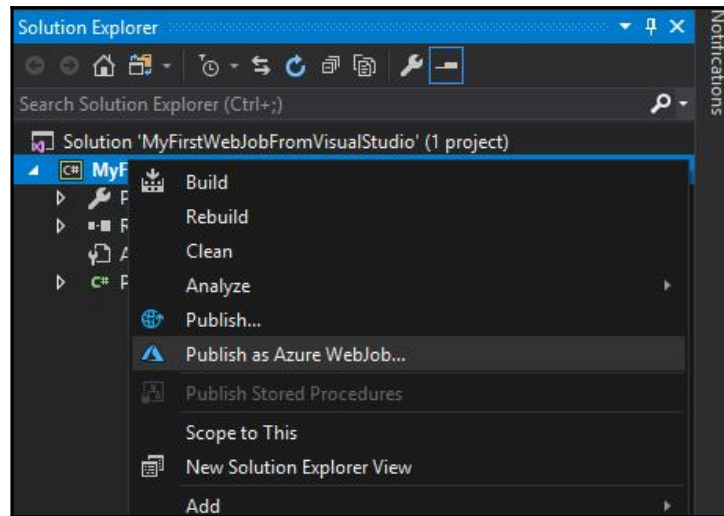 Solution Explorer
Notifications
Search Solution Explorer (Ctrl+;)
Solution 'MyFirstWebJobFromVisualStudio' (1 project)
C# MyF
Build
P
Rebuild
R
Clean
A
Analyze
C# P
Publish...
Publish as Azure WebJob...
Publish Stored Procedures
Scope to This
New Solution Explorer View
Add